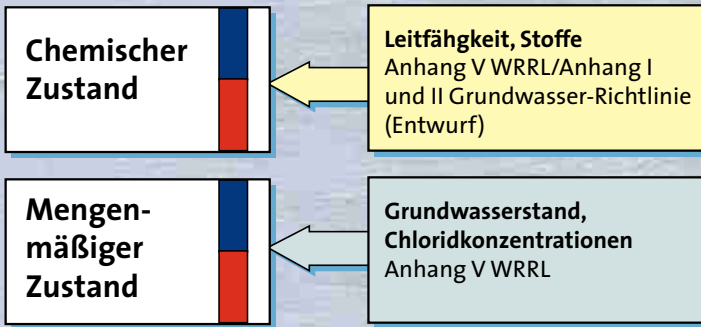 Chemischer
Zustand
Leitfähgkeit, Stoffe
Anhang V WRRL/Anhang I
und II Grundwasser-Richtlinie
(Entwurf)
Mengen-
mäßiger
Zustand
Grundwasserstand,
Chloridkonzentrationen
Anhang V WRRL